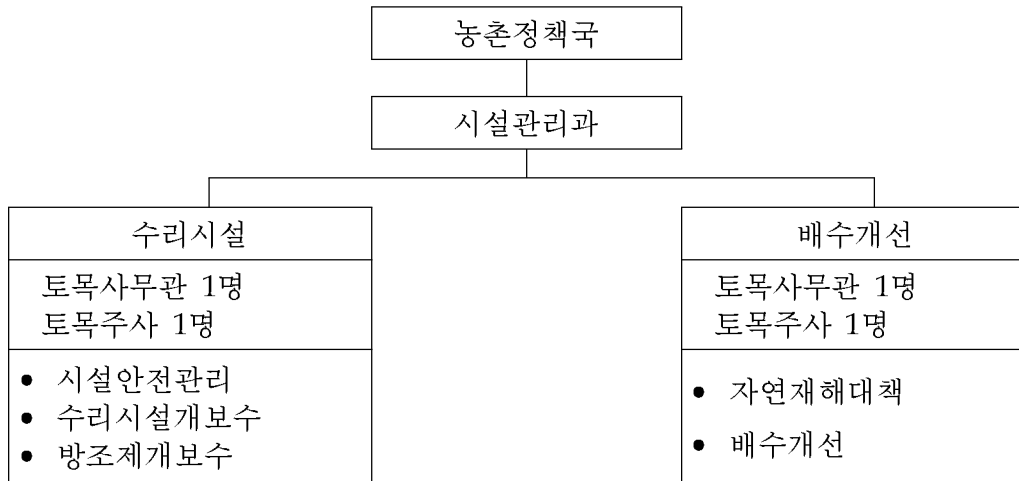 농촌정책국
시설관리과
수리시설
토목사무관 1명
토목주사 1명
• 시설안전관리
• 수리시설개보수
• 방조제개보수
배수개선
토목사무관 1명
토목주사 1명
• 자연재해대책
• 배수개선